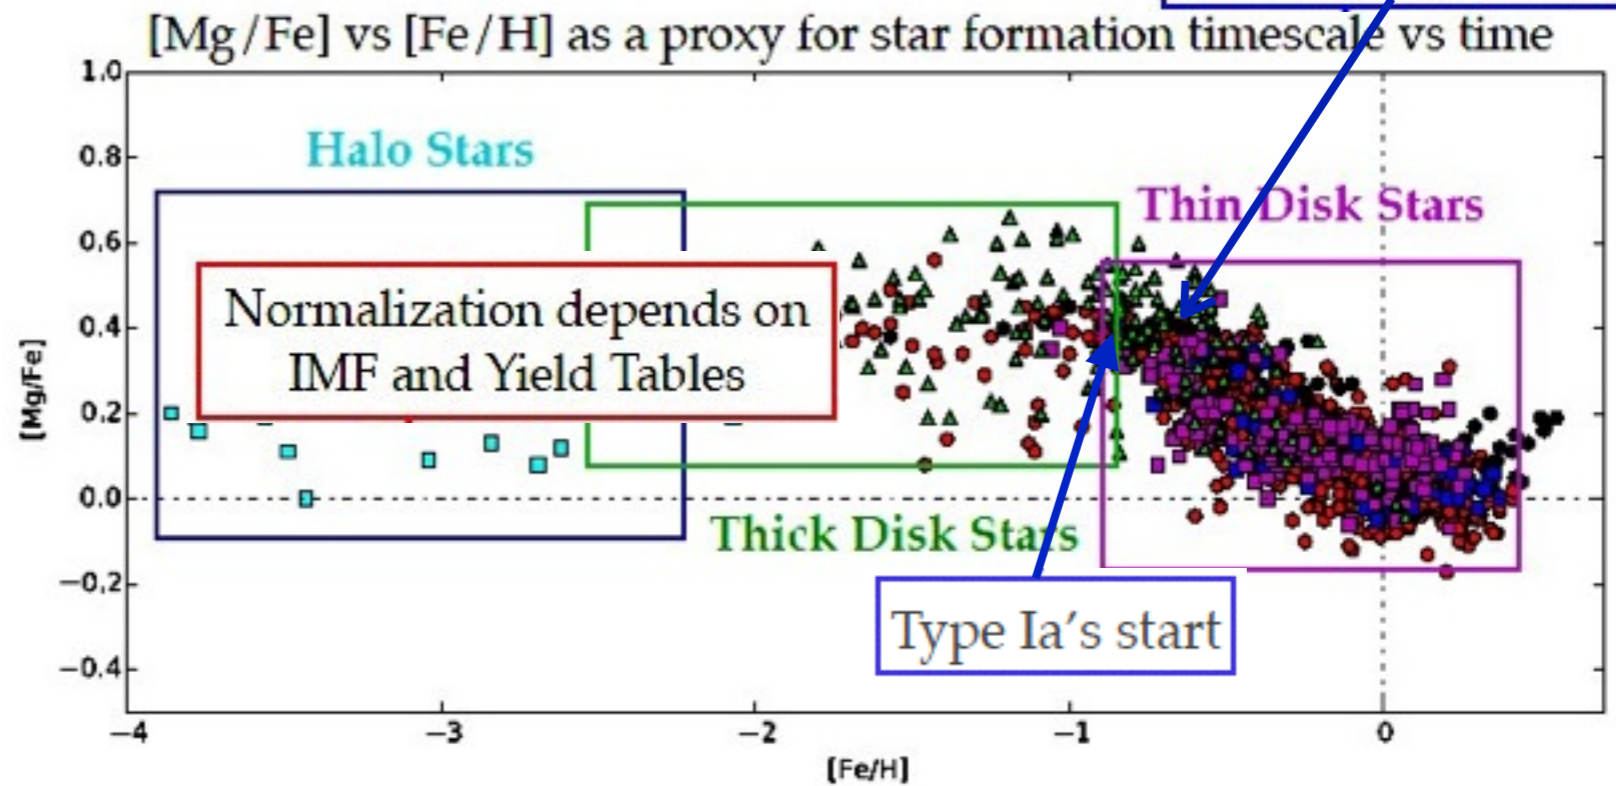 [Mg/Fe] vs [Fe/H] as a proxy for star formation timescale vs time
1.0
0.8
0.6
0.4
0.2
0.0
−0.2
−0.4
[Mg/Fe]
Halo Stars
Thin Disk Stars
Normalization depends on
IMF and Yield Tables
Thick Disk Stars
Type Ia's start
−4
−3
−2
−1
0
[Fe/H]